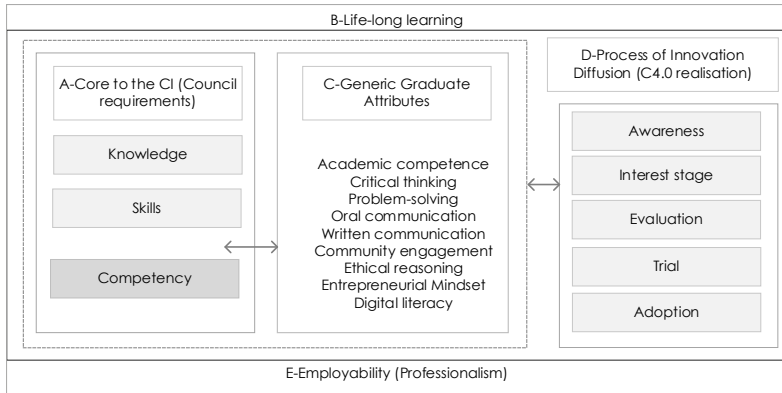 B-Life-long learning
A-Core to the CI (Council
requirements)
Knowledge
Skills
Competency
C-Generic Graduate
Attributes
Academic competence
Critical thinking
Problem-solving
Oral communication
Written communication
Community engagement
Ethical reasoning
Entrepreneurial Mindset
Digital literacy
D-Process of Innovation
Diffusion (C4.0 realisation)
Awareness
Interest stage
Evaluation
Trial
Adoption
E-Employability (Professionalism)